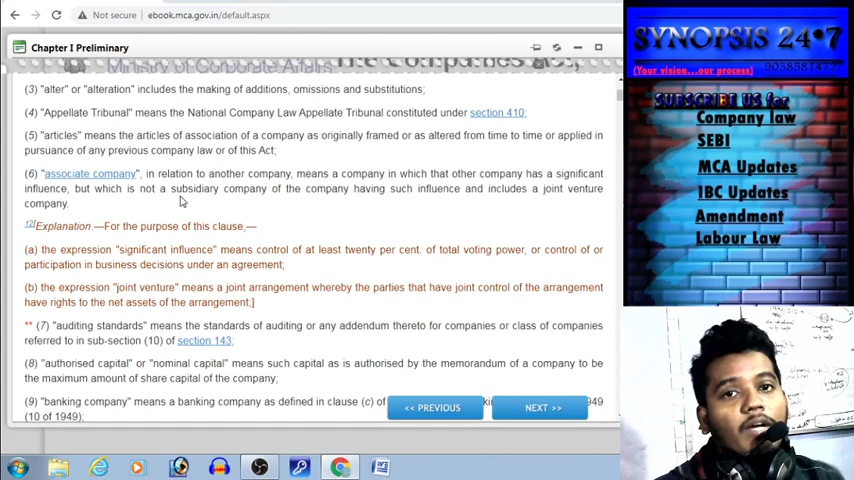 Not secure
ebook.mca.gov.in/default.aspx
Chapter I Preliminary
Ministry of Corporate Affairs
The Companies Act,
(3) "alter" or "alteration" includes the making of additions, omissions and substitutions;
(4) "Appellate Tribunal" means the National Company Law Appellate Tribunal constituted under section 410;
(5) "articles" means the articles of association of a company as originally framed or as altered from time to time or applied in
pursuance of any previous company law or of this Act;
(6) "associate company", in relation to another company, means a company in which that other company has a significant
influence, but which is not a subsidiary company of the company having such influence and includes a joint venture
company.
12[Explanation.—For the purpose of this clause,—
(a) the expression "significant influence" means control of at least twenty per cent. of total voting power, or control of or
participation in business decisions under an agreement;
(b) the expression "joint venture" means a joint arrangement whereby the parties that have joint control of the arrangement
have rights to the net assets of the arrangement;]
** (7) "auditing standards" means the standards of auditing or any addendum thereto for companies or class of companies
referred to in sub-section (10) of section 143;
(8) "authorised capital" or "nominal capital" means such capital as is authorised by the memorandum of a company to be
the maximum amount of share capital of the company;
(9) "banking company" means a banking company as defined in clause (c) of
1949
(10 of 1949);
<< PREVIOUS
NEXT >>
SYNOPSIS 24*7
(Your vision...our process)
9038581472
SUBSCRIBE US for
Company law
SEBI
MCA Updates
IBC Updates
Amendment
Labour Law